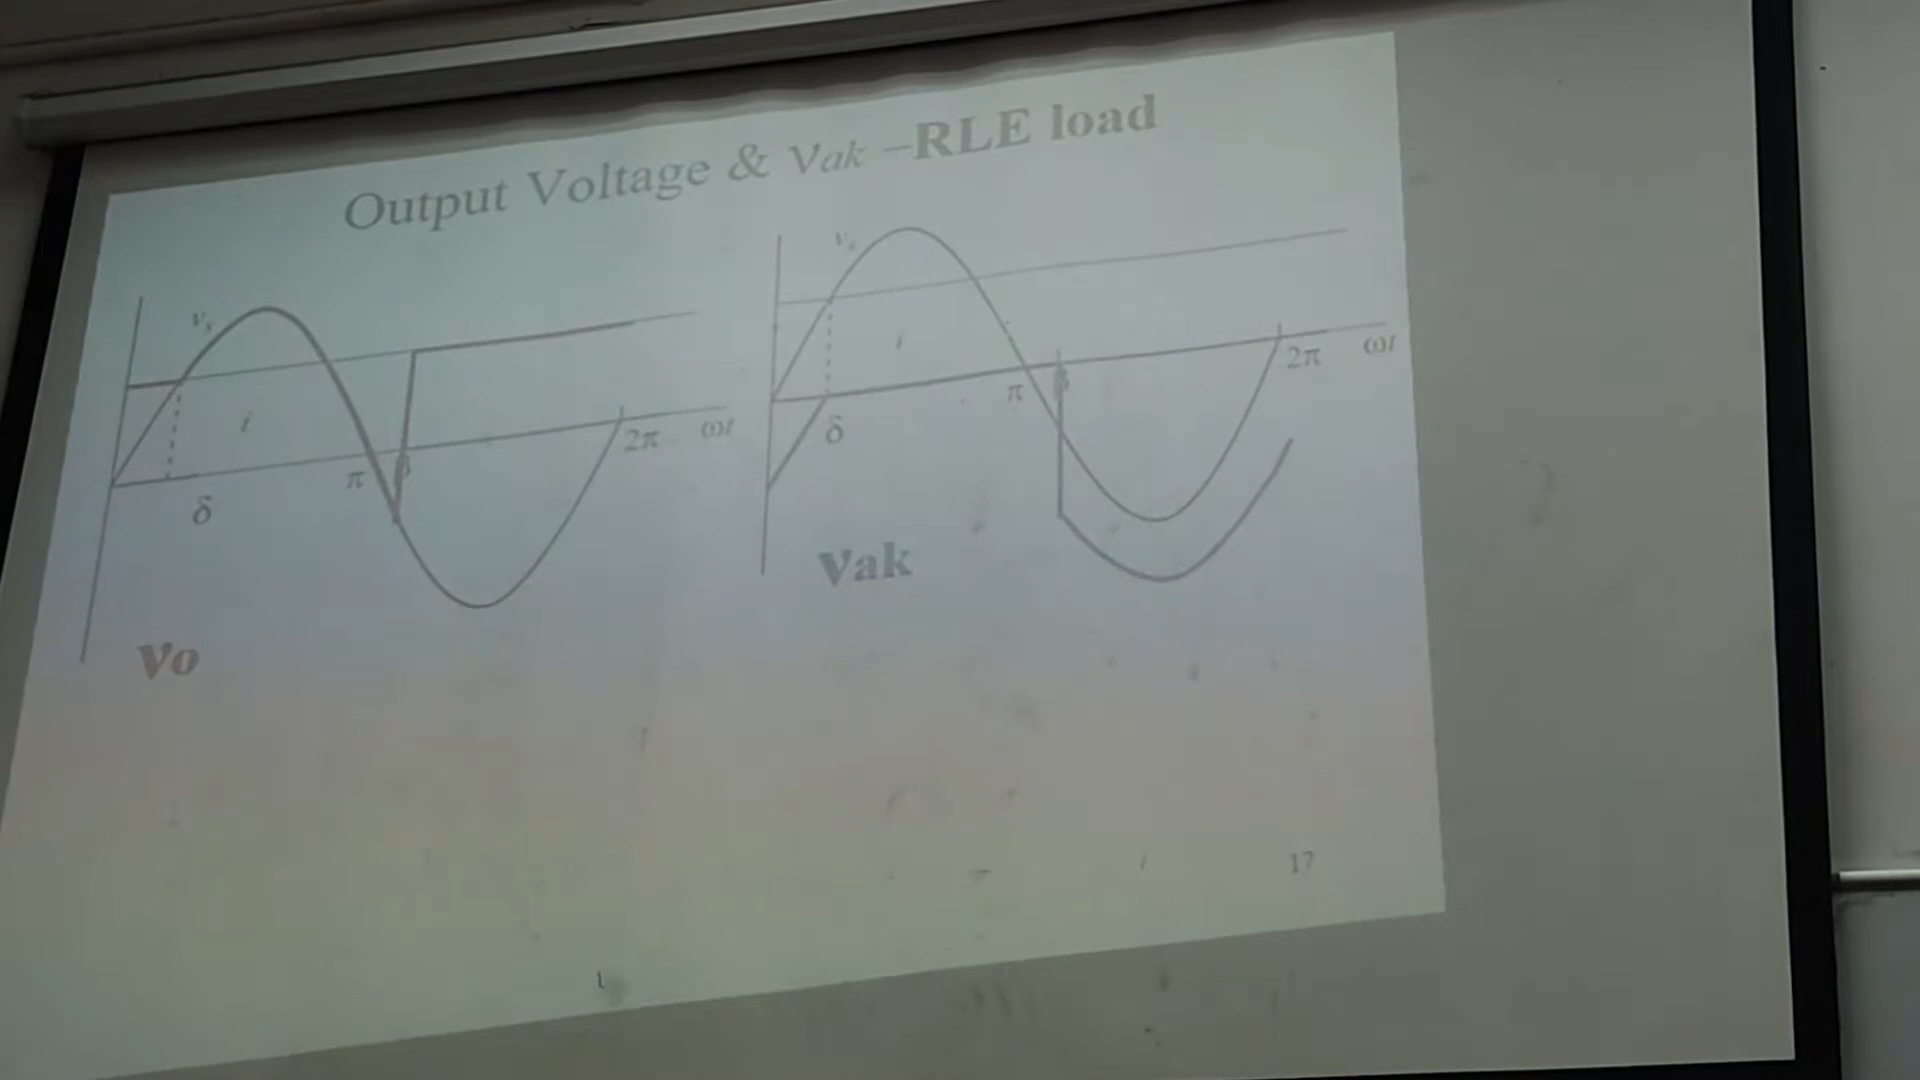 Output Voltage & vak –RLE load
vs
i
π
β
2π
ωt
δ
Vo
vs
i
π
β
2π
ωt
δ
Vak
17